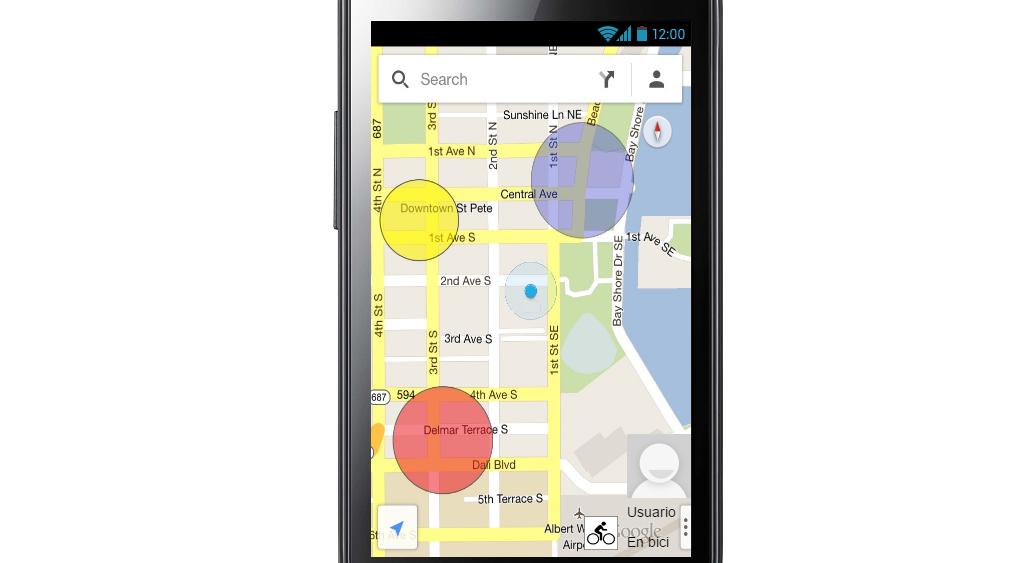 12:00
Search
NE
Sunshine Ln NE
Beac
687
3rd S
2nd St N
1st St N
Bay Shore
1st Ave N
4th St N
Central Ave
Downtown St Pete
1st Ave S
1st Ave SE
2nd Ave S
Bay Shore Dr SE
4th St S
3rd Ave S
3rd St S
1st St SE
687
594
4th Ave S
Delmar Terrace S
Dali Blvd
5th Terrace S
Usuario
Albert W
Google
6th Ave S
Airpo
En bici